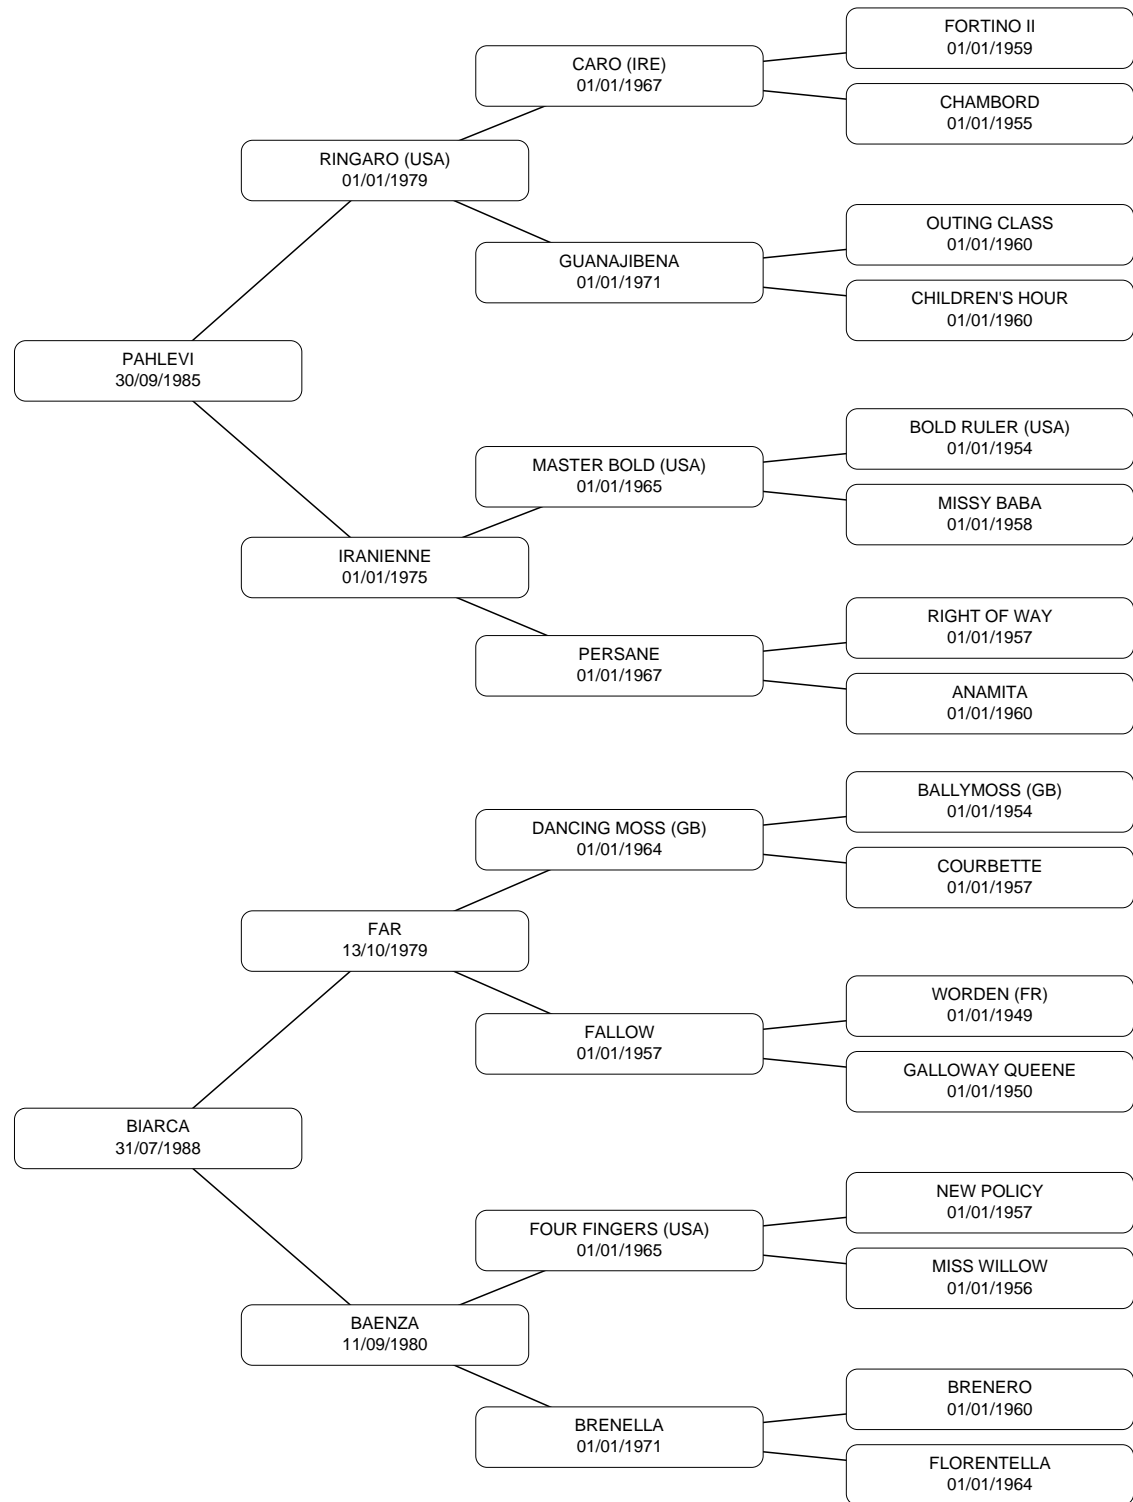 FORTINO II
01/01/1959
CARO (IRE)
01/01/1967
CHAMBORD
01/01/1955
RINGARO (USA)
01/01/1979
OUTING CLASS
01/01/1960
GUANAJIBENA
01/01/1971
CHILDREN'S HOUR
01/01/1960
PAHLEVI
30/09/1985
BOLD RULER (USA)
01/01/1954
MASTER BOLD (USA)
01/01/1965
MISSY BABA
01/01/1958
IRANIENNE
01/01/1975
RIGHT OF WAY
01/01/1957
PERSANE
01/01/1967
ANAMITA
01/01/1960
BALLYMOSS (GB)
01/01/1954
DANCING MOSS (GB)
01/01/1964
COURBETTE
01/01/1957
FAR
13/10/1979
WORDEN (FR)
01/01/1949
FALLOW
01/01/1957
GALLOWAY QUEENE
01/01/1950
BIARCA
31/07/1988
NEW POLICY
01/01/1957
FOUR FINGERS (USA)
01/01/1965
MISS WILLOW
01/01/1956
BAENZA
11/09/1980
BRENERO
01/01/1960
BRENELLA
01/01/1971
FLORENTELLA
01/01/1964